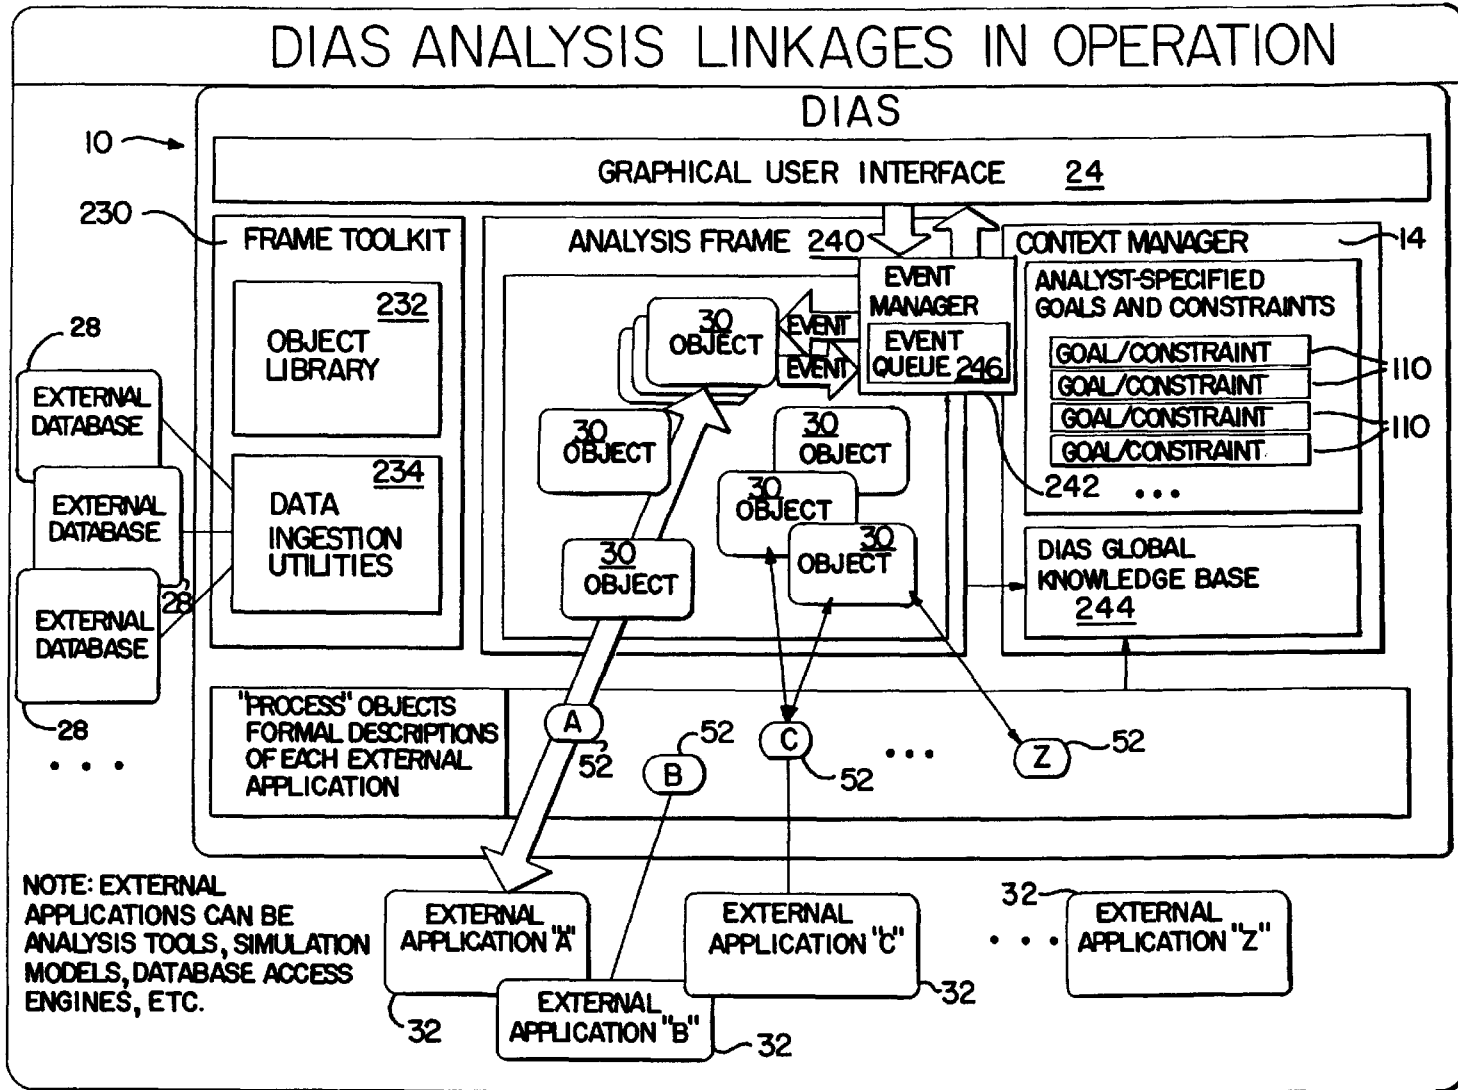 DIAS ANALYSIS LINKAGES IN OPERATION
DIAS
10
GRAPHICAL USER INTERFACE 24
230
FRAME TOOLKIT
232
OBJECT
LIBRARY
234
DATA
INGESTION
UTILITIES
28
EXTERNAL
DATABASE
EXTERNAL
DATABASE
28
EXTERNAL
DATABASE
28
• • •
ANALYSIS FRAME 240
30
OBJECT
30
OBJECT
30
OBJECT
30
OBJECT
30
OBJECT
30
OBJECT
EVENT
EVENT
EVENT
MANAGER
EVENT
QUEUE 246
242
CONTEXT MANAGER
14
ANALYST-SPECIFIED
GOALS AND CONSTRAINTS
GOAL/CONSTRAINT
GOAL/CONSTRAINT
110
GOAL/CONSTRAINT
GOAL/CONSTRAINT
110
• • •
DIAS GLOBAL
KNOWLEDGE BASE
244
"PROCESS" OBJECTS
FORMAL DESCRIPTIONS
OF EACH EXTERNAL
APPLICATION
A
52
B
52
C
52
• • •
Z
52
NOTE: EXTERNAL
APPLICATIONS CAN BE
ANALYSIS TOOLS, SIMULATION
MODELS, DATABASE ACCESS
ENGINES, ETC.
EXTERNAL
APPLICATION "A"
32
EXTERNAL
APPLICATION "B"
32
EXTERNAL
APPLICATION "C"
32
• • •
32
EXTERNAL
APPLICATION "Z"